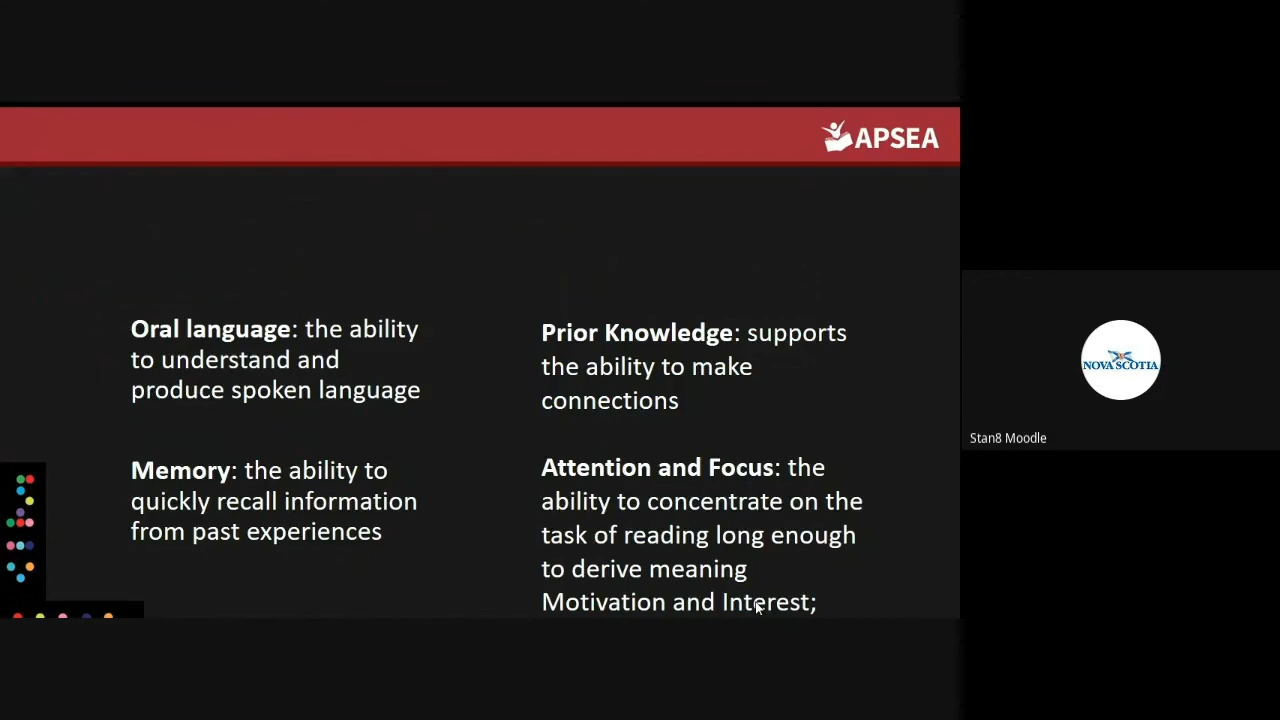 APSEA
Oral language: the ability
to understand and
produce spoken language
Memory: the ability to
quickly recall information
from past experiences
Prior Knowledge: supports
the ability to make
connections
Attention and Focus: the
ability to concentrate on the
task of reading long enough
to derive meaning
Motivation and Interest;
NOVA SCOTIA
Stan8 Moodle